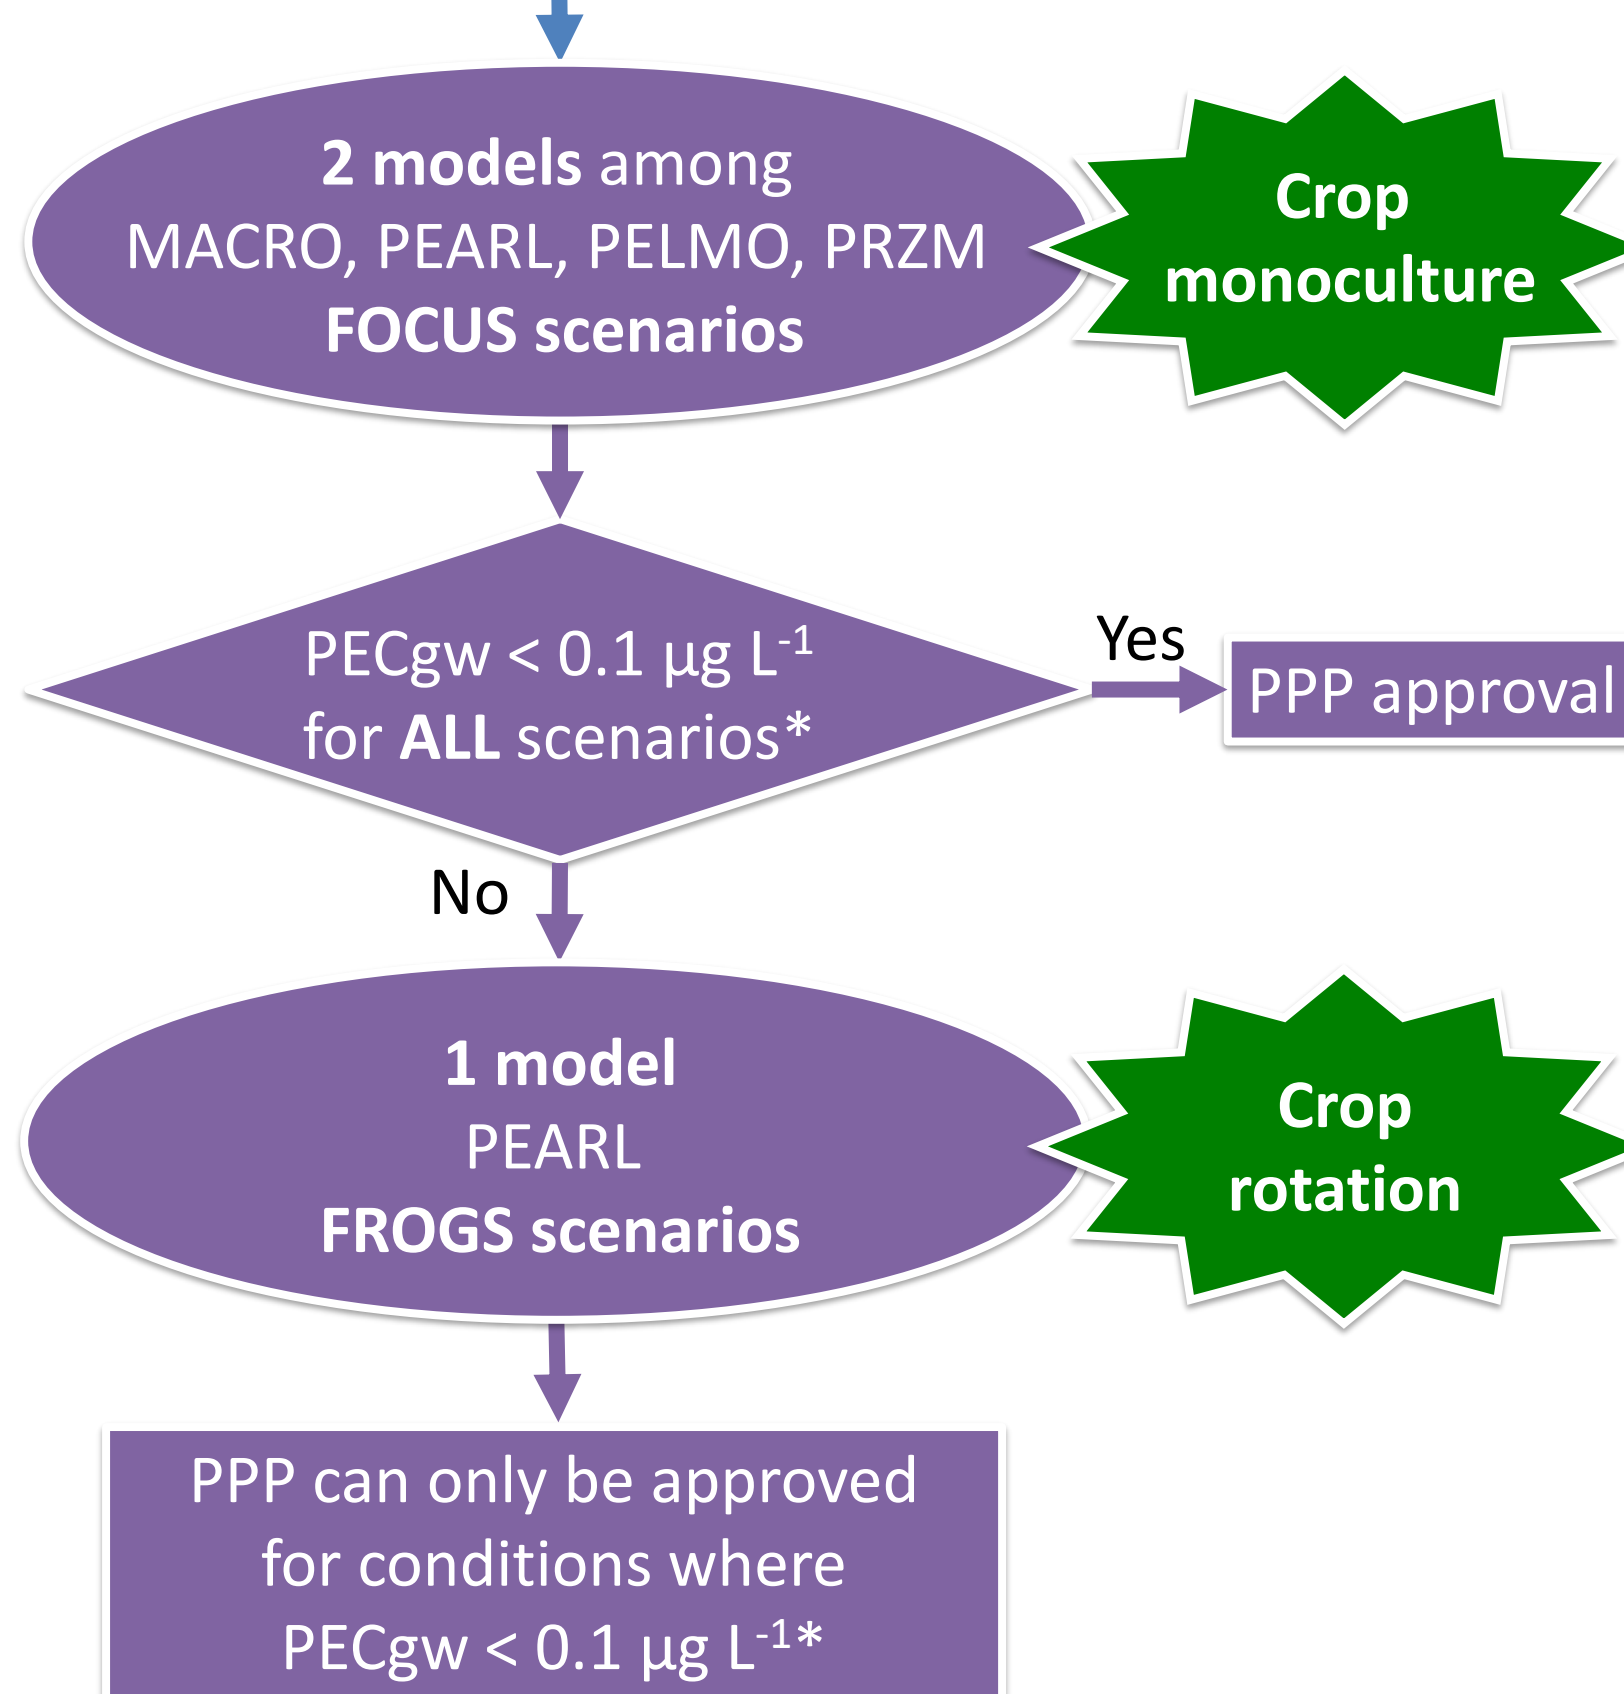 2 models among
MACRO, PEARL, PELMO, PRZM
FOCUS scenarios
Crop
monoculture
PECgw < 0.1 µg L⁻¹
for ALL scenarios*
Yes
PPP approval
No
1 model
PEARL
FROGS scenarios
Crop
rotation
PPP can only be approved
for conditions where
PECgw < 0.1 µg L⁻¹*